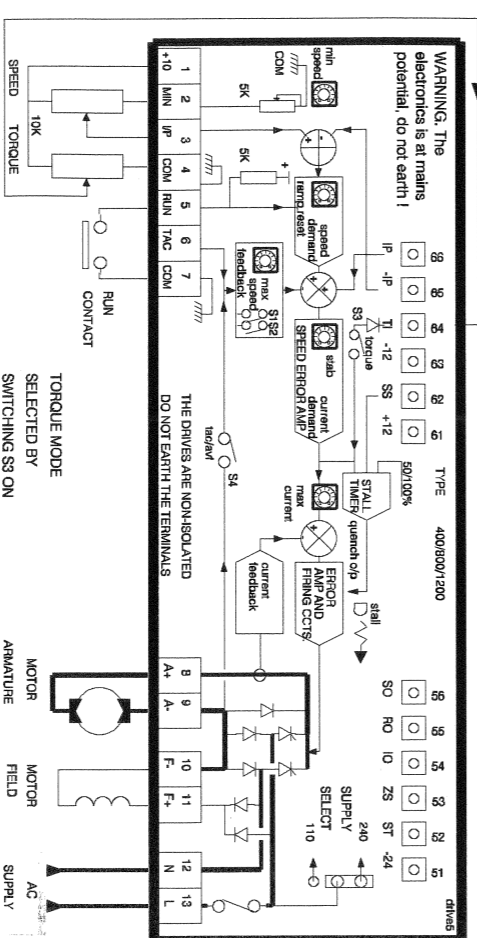 WARNING. The
electronics is at mains
potential, do not earth !
66
65
64
63
62
61
TYPE
400/800/1200
56
55
54
53
52
51
drive5
IP
-IP
TI
-12
SS
+12
SO
RO
IO
ZS
ST
-24
min
speed
COM
5K
5K
ramp reset
speed
demand
max
speed
feedback
S1S2
S3
torque
stab
SPEED ERROR AMP
current
demand
50/100%
STALL
TIMER
quench o/p
stall
max
current
ERROR
AMP AND
FIRING CCTS.
current
feedback
tac/avf
S4
SUPPLY
SELECT
240
110
THE DRIVES ARE NON-ISOLATED
DO NOT EARTH THE TERMINALS
1
2
3
4
5
6
7
8
9
10
11
12
13
+10
MIN
I/P
COM
RUN
TAC
COM
A+
A-
F-
F+
N
L
10K
SPEED
TORQUE
RUN
CONTACT
TORQUE MODE
SELECTED BY
SWITCHING S3 ON
MOTOR
ARMATURE
MOTOR
FIELD
AC
SUPPLY